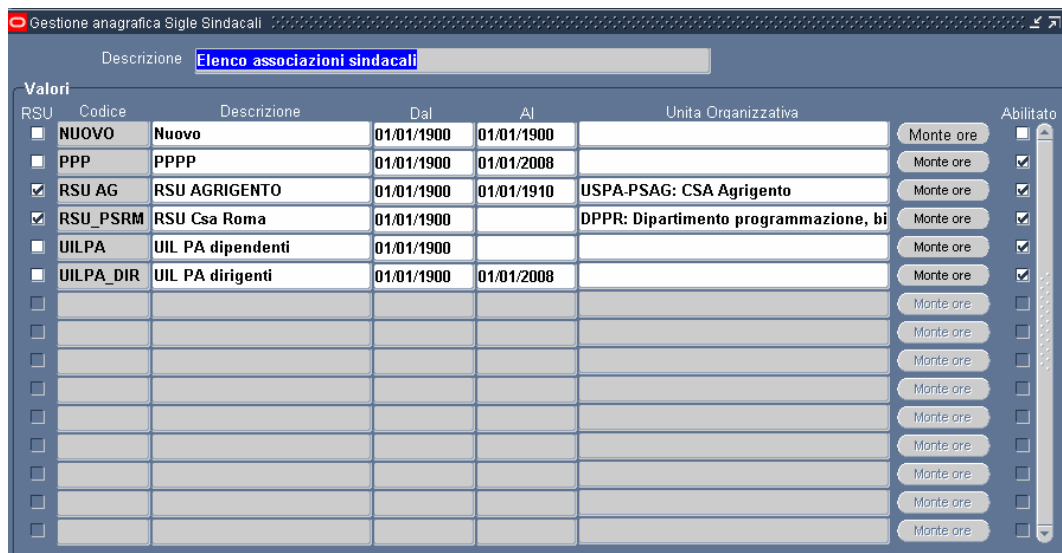 Gestione anagrafica Sigle Sindacali
Descrizione Elenco associazioni sindacali
Valori
RSU Codice Descrizione Dal Al Unita Organizzativa Abilitato
NUOVO Nuovo 01/01/1900 01/01/1900 Monte ore
PPP PPPP 01/01/1900 01/01/2008 Monte ore
RSU AG RSU AGRIGENTO 01/01/1900 01/01/1910 USPA-PSAG: CSA Agrigento Monte ore
RSU_PSRM RSU Csa Roma 01/01/1900 DPPR: Dipartimento programmazione, bi Monte ore
UILPA UIL PA dipendenti 01/01/1900 Monte ore
UILPA_DIR UIL PA dirigenti 01/01/1900 01/01/2008 Monte ore
Monte ore
Monte ore
Monte ore
Monte ore
Monte ore
Monte ore
Monte ore
Monte ore
Monte ore